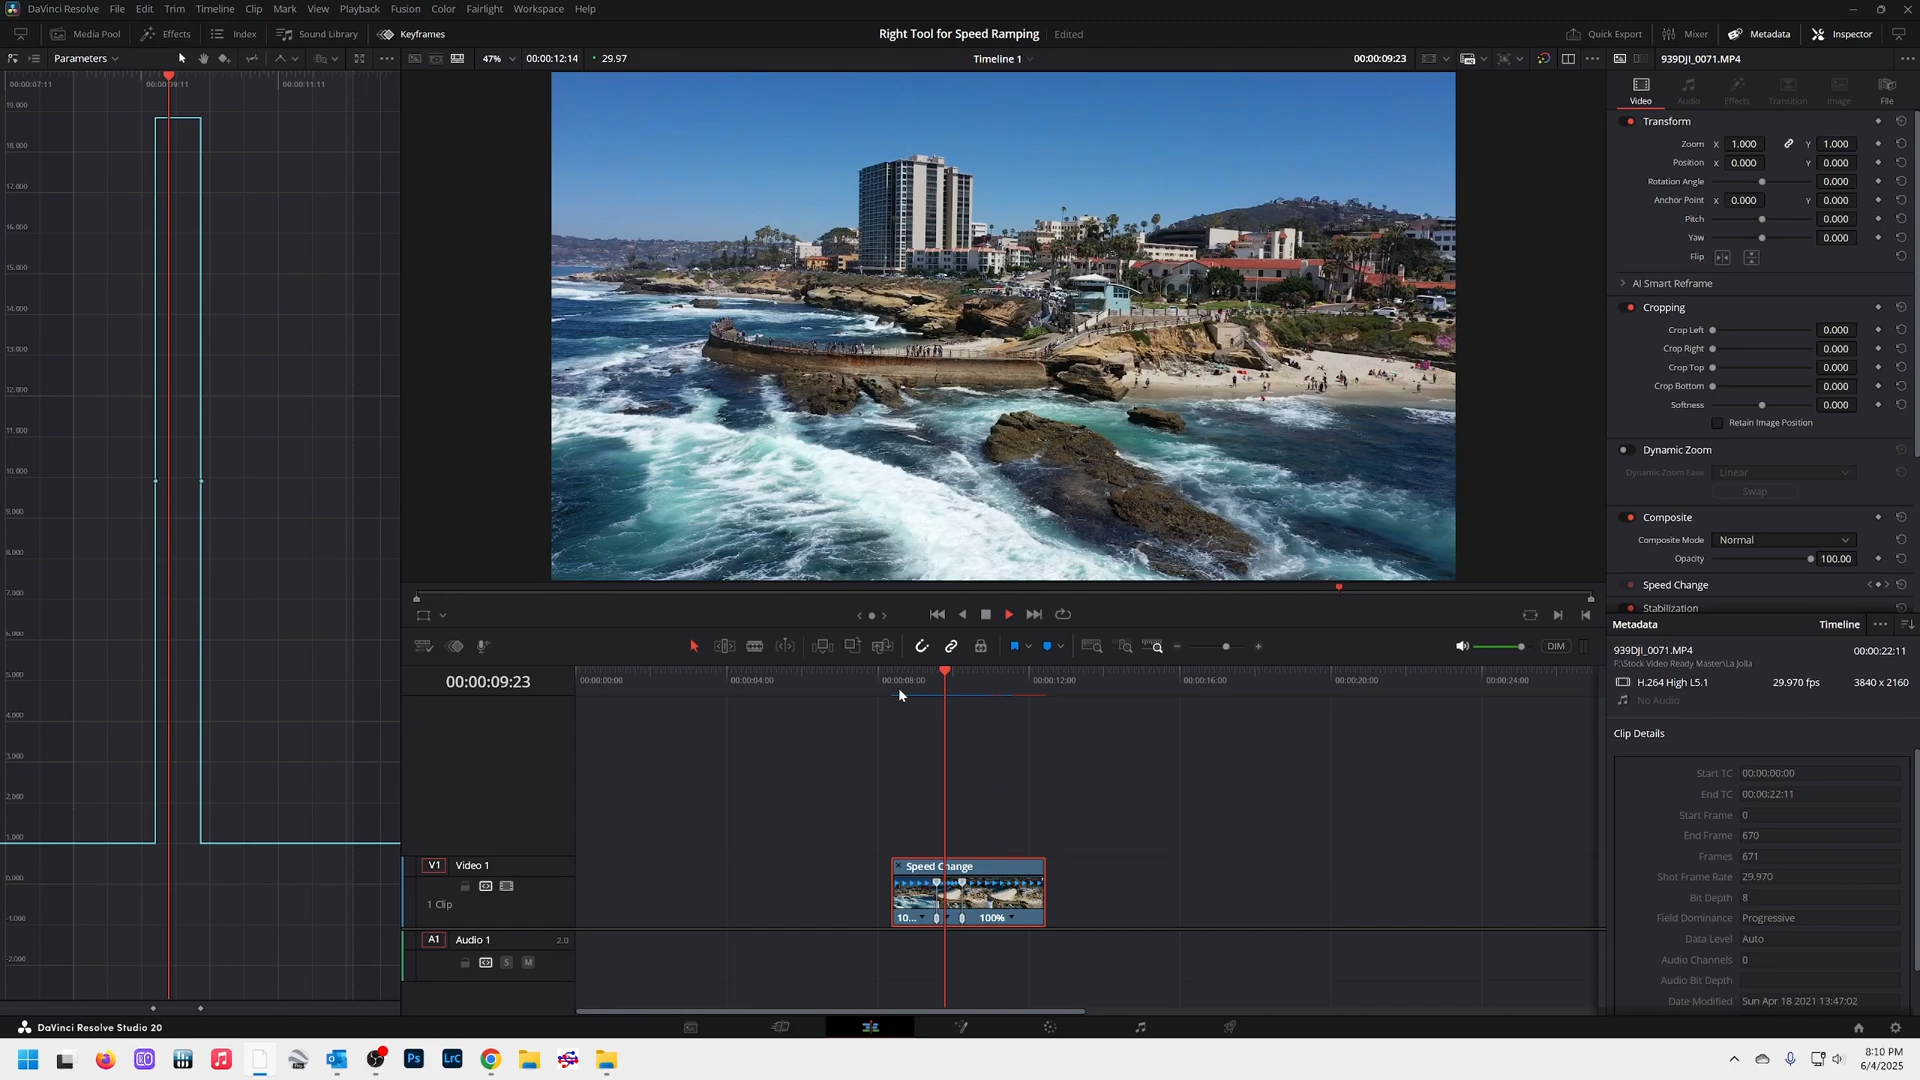 DaVinci Resolve File Edit Trim Timeline Clip Mark View Playback Fusion Color Fairlight Workspace Help
Media Pool Effects Index Sound Library Keyframes Right Tool for Speed Ramping Edited Quick Export Mixer Metadata Inspector
Parameters 47% 00:00:12:14 29.97 Timeline 1 00:00:09:23 939DJI_0071.MP4
00:00:07:11 00:00:09:11 00:00:11:11
19.000
18.000
17.000
16.000
15.000
14.000
13.000
12.000
11.000
10.000
9.000
8.000
7.000
6.000
5.000
4.000
3.000
2.000
1.000
0.000
-1.000
-2.000
Video Audio Effects Transition Image File
Transform
Zoom X 1.000 Y 1.000
Position X 0.000 Y 0.000
Rotation Angle 0.000
Anchor Point X 0.000 Y 0.000
Pitch 0.000
Yaw 0.000
Flip
AI Smart Reframe
Cropping
Crop Left 0.000
Crop Right 0.000
Crop Top 0.000
Crop Bottom 0.000
Softness 0.000
Retain Image Position
Dynamic Zoom
Dynamic Zoom Ease Linear
Swap
Composite
Composite Mode Normal
Opacity 100.00
Speed Change
Stabilization
Metadata Timeline
939DJI_0071.MP4 00:00:22:11
F:\Stock Video Ready Master\La Jolla
H.264 High L5.1 29.970 fps 3840 x 2160
No Audio
Clip Details
Start TC 00:00:00:00
End TC 00:00:22:11
Start Frame 0
End Frame 670
Frames 671
Shot Frame Rate 29.970
Bit Depth 8
Field Dominance Progressive
Data Level Auto
Audio Channels 0
Audio Bit Depth
Date Modified Sun Apr 18 2021 13:47:02
DIM
00:00:09:23 00:00:00:00 00:00:04:00 00:00:08:00 00:00:12:00 00:00:16:00 00:00:20:00 00:00:24:00
V1 Video 1
1 Clip
Speed Change
10... 100%
A1 Audio 1 2.0
S M
DaVinci Resolve Studio 20
Ps LrC
8:10 PM
6/4/2025